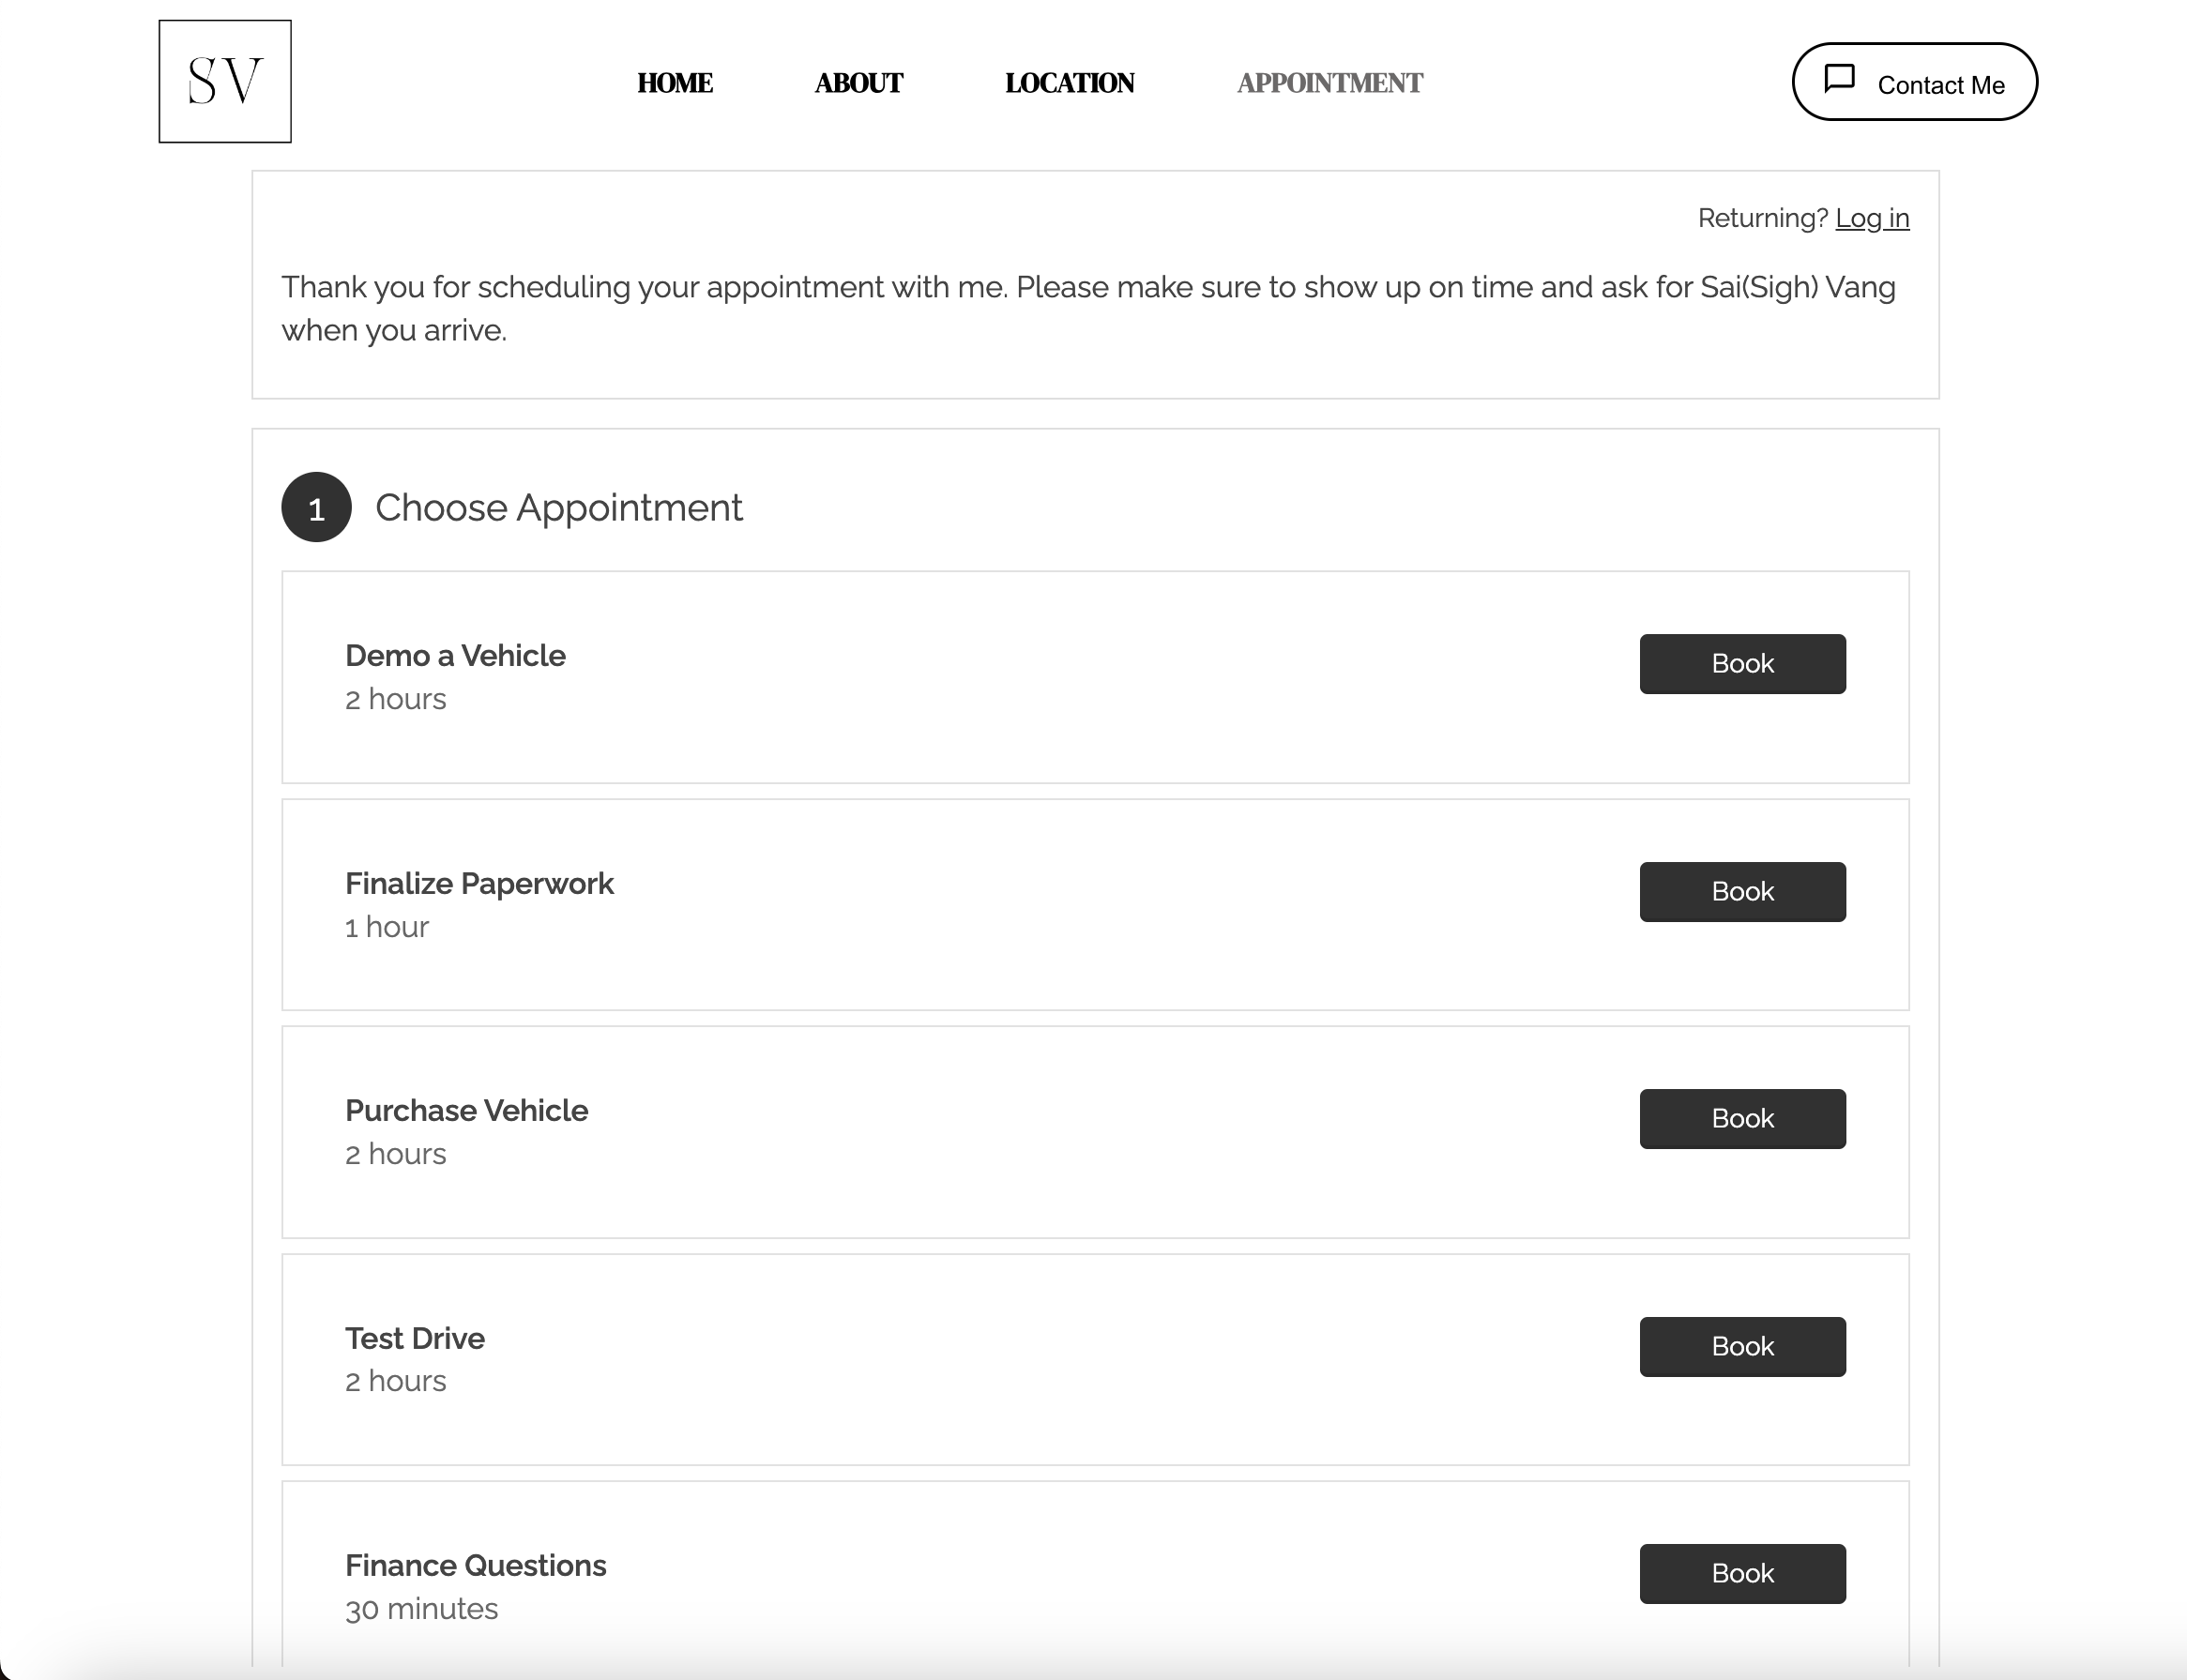 SV
HOME ABOUT LOCATION APPOINTMENT
Contact Me
Returning? Log in
Thank you for scheduling your appointment with me. Please make sure to show up on time and ask for Sai(Sigh) Vang
when you arrive.
1 Choose Appointment
Demo a Vehicle
2 hours
Book
Finalize Paperwork
1 hour
Book
Purchase Vehicle
2 hours
Book
Test Drive
2 hours
Book
Finance Questions
30 minutes
Book